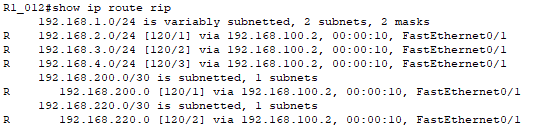 R1_012#show ip route rip
     192.168.1.0/24 is variably subnetted, 2 subnets, 2 masks
R    192.168.2.0/24 [120/1] via 192.168.100.2, 00:00:10, FastEthernet0/1
R    192.168.3.0/24 [120/2] via 192.168.100.2, 00:00:10, FastEthernet0/1
R    192.168.4.0/24 [120/3] via 192.168.100.2, 00:00:10, FastEthernet0/1
     192.168.200.0/30 is subnetted, 1 subnets
R       192.168.200.0 [120/1] via 192.168.100.2, 00:00:10, FastEthernet0/1
     192.168.220.0/30 is subnetted, 1 subnets
R       192.168.220.0 [120/2] via 192.168.100.2, 00:00:10, FastEthernet0/1